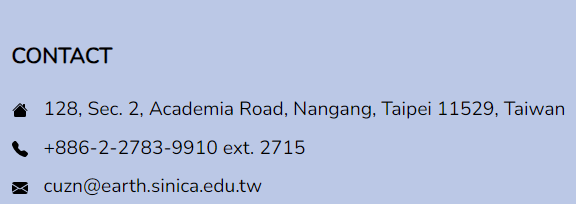 CONTACT
128, Sec. 2, Academia Road, Nangang, Taipei 11529, Taiwan
+886-2-2783-9910 ext. 2715
cuzn@earth.sinica.edu.tw